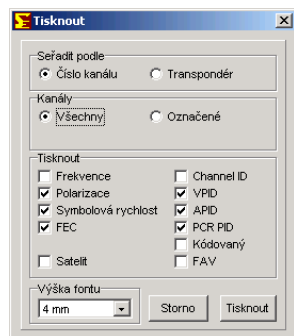 Tisknout
Seřadit podle
Číslo kanálu Transpondér
Kanály
Všechny Označené
Tisknout
Frekvence Channel ID
Polarizace VPID
Symbolová rychlost APID
FEC PCR PID
Kódovaný
Satelit FAV
Výška fontu
4 mm Storno Tisknout